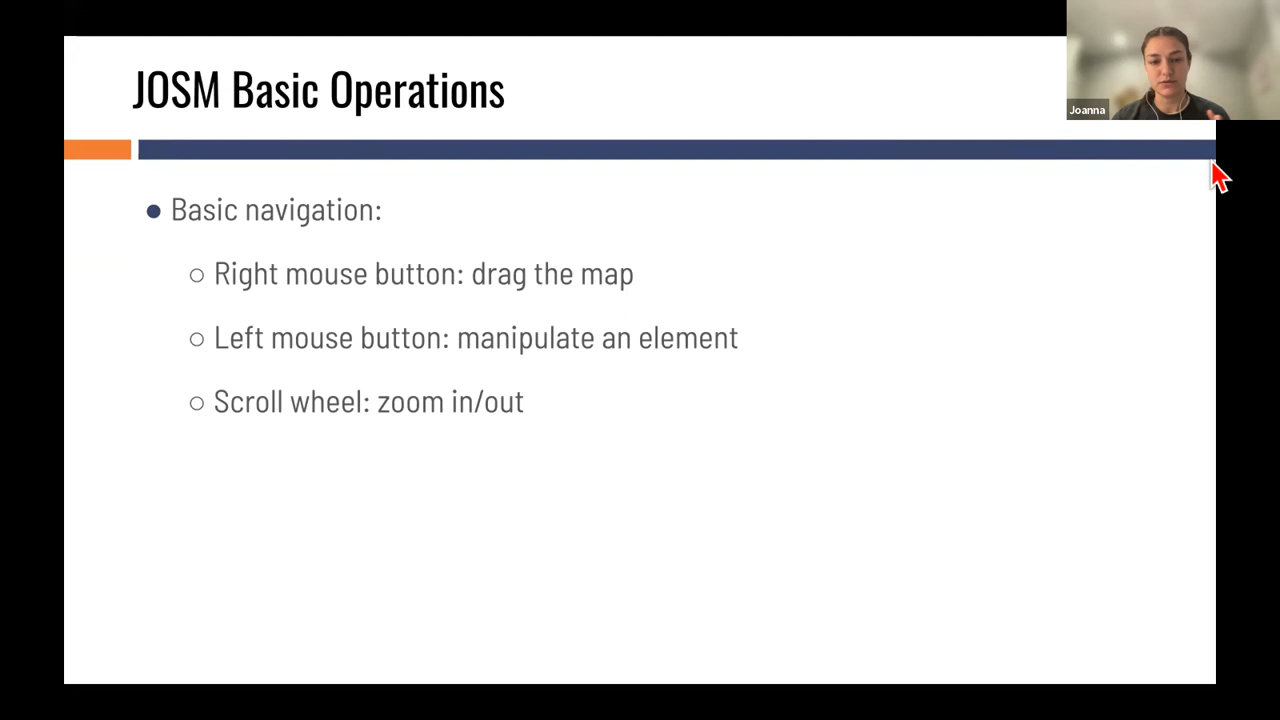 JOSM Basic Operations
Joanna
● Basic navigation:
○ Right mouse button: drag the map
○ Left mouse button: manipulate an element
○ Scroll wheel: zoom in/out